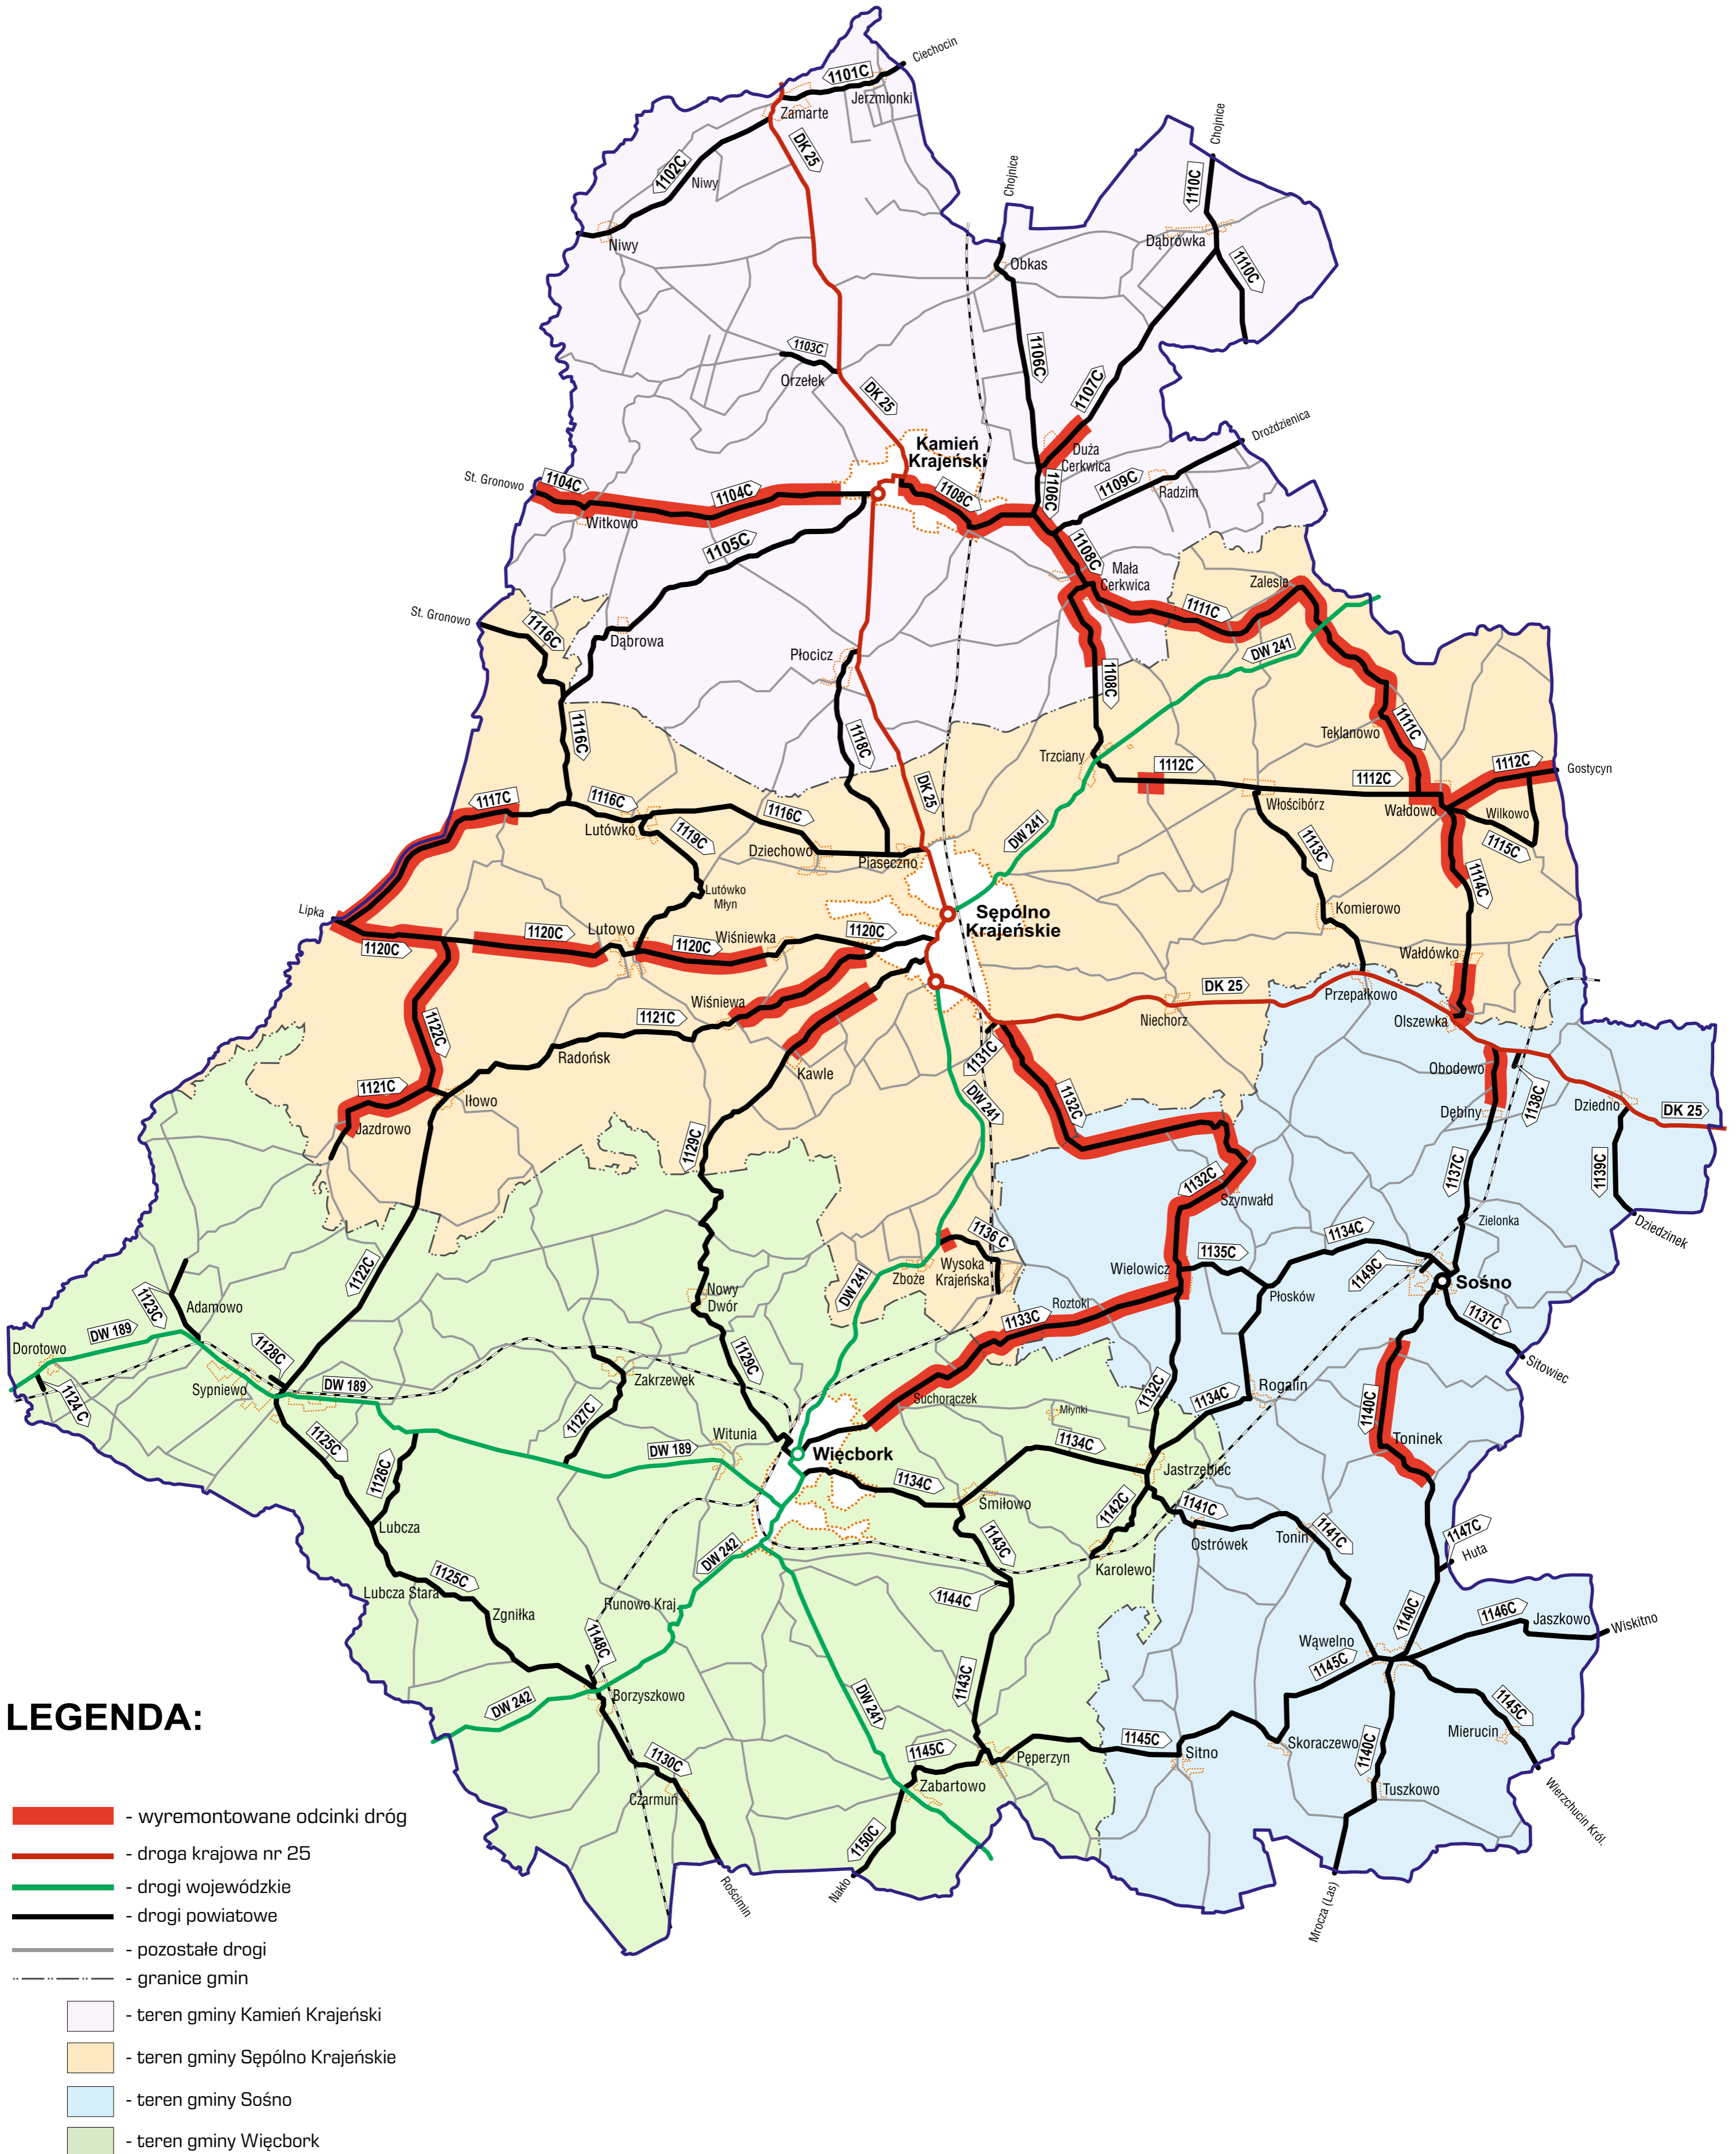 Ciechocin
1101C
Jerzmionki
Zamarte
DK 25
Chojnice
1102C
Niwy
Chojnice
1110C
Niwy
Dąbrówka
Obkas
1110C
1103C
Orzełek
1106C
DK 25
1107C
Drożdzienica
Kamień
Krajeński
Duża
Cerkwica
St. Gronowo
1104C
1104C
1108C
1106C
1109C
Radzim
Witkowo
1105C
1108C
Mała
Cerkwica
Zalesie
St. Gronowo
1116C
Dąbrowa
1111C
Płocicz
DW 241
1108C
1116C
1118C
Teklanowo
1111C
Trzciany
1112C
1112C
1112C
Gostycyn
DK 25
1117C
1116C
1116C
Włościbórz
Wałdowo
Wilkowo
Lutówko
1119C
DW 241
Dziechowo
Piaseczno
1113C
1115C
Lutówko
Młyn
1114C
Lipka
Sępólno
Krajeńskie
Komierowo
1120C
1120C
Lutowo
1120C
Wiśniewka
1120C
Wałdówko
DK 25
Przepałkowo
Wiśniewa
1121C
Niechorz
Olszewka
1122C
Radońsk
Kawle
1131C
Obodowo
1121C
Iłowo
DW 241
1132C
Dębiny
1138C
Dziedno
DK 25
Jazdrowo
1129C
1137C
1139C
1132C
Szynwałd
Zielonka
Dziedzinek
1136 C
1134C
1135C
Wysoka
Krajeńska
Zboże
Wielowicz
1149C
Sośno
1122C
Nowy
Dwór
DW 241
Płosków
1123C
Adamowo
Roztoki
1133C
1137C
DW 189
Dorotowo
1128C
1129C
Sitowiec
Sypniewo
DW 189
Zakrzewek
1124 C
Suchorączek
1132C
1134C
Rogalin
1127C
Młynki
1140C
1125C
Witunia
DW 189
1134C
Toninek
Więcbork
1126C
1134C
Jastrzębiec
Śmiłowo
1142C
1141C
Lubcza
Ostrówek
Tonin
1141C
1147C
Huta
1143C
DW 242
Karolewo
1125C
Lubcza Stara
1144C
Zgniłka
Runowo Kraj.
1140C
1146C
Jaszkowo
Wiskitno
1148C
Wąwelno
1145C
1143C
Borzyszkowo
DW 242
DW 241
1145C
Mierucin
1145C
1145C
1130C
Pęperzyn
Sitno
Skoraczewo
1140C
Czarmuń
Zabartowo
Tuszkowo
Wierzchucin Król.
1150C
Rościmin
Nakło
Mrocza (Las)
LEGENDA:
- wyremontowane odcinki dróg
- droga krajowa nr 25
- drogi wojewódzkie
- drogi powiatowe
- pozostałe drogi
- granice gmin
- teren gminy Kamień Krajeński
- teren gminy Sępólno Krajeńskie
- teren gminy Sośno
- teren gminy Więcbork